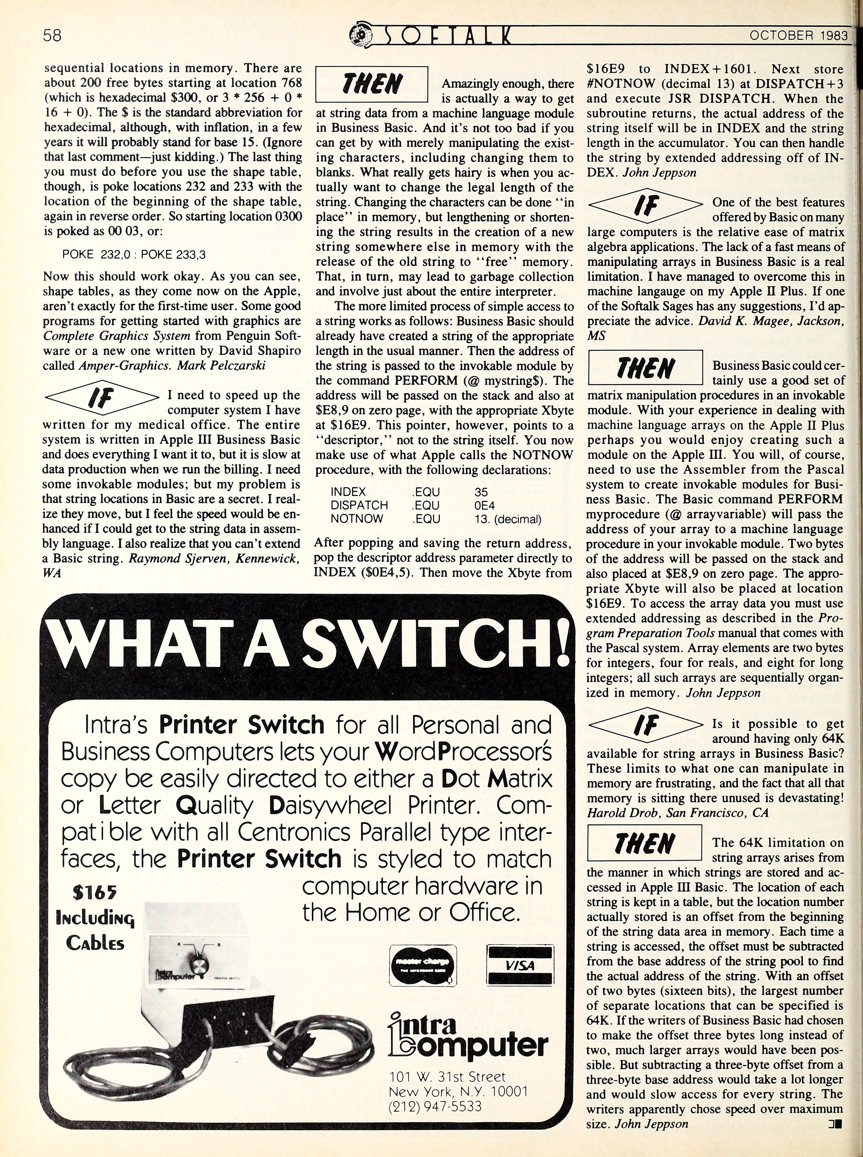 58
SOFTALK
OCTOBER 1983
sequential locations in memory. There are
about 200 free bytes starting at location 768
(which is hexadecimal $300, or 3 * 256 + 0 *
16 + 0). The $ is the standard abbreviation for
hexadecimal, although, with inflation, in a few
years it will probably stand for base 15. (Ignore
that last comment—just kidding.) The last thing
you must do before you use the shape table,
though, is poke locations 232 and 233 with the
location of the beginning of the shape table,
again in reverse order. So starting location 0300
is poked as 00 03, or:
POKE 232,0 : POKE 233,3
Now this should work okay. As you can see,
shape tables, as they come now on the Apple,
aren't exactly for the first-time user. Some good
programs for getting started with graphics are
Complete Graphics System from Penguin Soft-
ware or a new one written by David Shapiro
called Amper-Graphics. Mark Pelczarski
IF
I need to speed up the
computer system I have
written for my medical office. The entire
system is written in Apple III Business Basic
and does everything I want it to, but it is slow at
data production when we run the billing. I need
some invokable modules; but my problem is
that string locations in Basic are a secret. I real-
ize they move, but I feel the speed would be en-
hanced if I could get to the string data in assem-
bly language. I also realize that you can't extend
a Basic string. Raymond Sjerven, Kennewick,
WA
THEN
Amazingly enough, there
is actually a way to get
at string data from a machine language module
in Business Basic. And it's not too bad if you
can get by with merely manipulating the exist-
ing characters, including changing them to
blanks. What really gets hairy is when you ac-
tually want to change the legal length of the
string. Changing the characters can be done "in
place" in memory, but lengthening or shorten-
ing the string results in the creation of a new
string somewhere else in memory with the
release of the old string to "free" memory.
That, in turn, may lead to garbage collection
and involve just about the entire interpreter.
The more limited process of simple access to
a string works as follows: Business Basic should
already have created a string of the appropriate
length in the usual manner. Then the address of
the string is passed to the invokable module by
the command PERFORM (@ mystring$). The
address will be passed on the stack and also at
$E8,9 on zero page, with the appropriate Xbyte
at $16E9. This pointer, however, points to a
"descriptor," not to the string itself. You now
make use of what Apple calls the NOTNOW
procedure, with the following declarations:
INDEX .EQU 35
DISPATCH .EQU 0E4
NOTNOW .EQU 13. (decimal)
After popping and saving the return address,
pop the descriptor address parameter directly to
INDEX ($0E4,5). Then move the Xbyte from
$16E9 to INDEX+1601. Next store
#NOTNOW (decimal 13) at DISPATCH+3
and execute JSR DISPATCH. When the
subroutine returns, the actual address of the
string itself will be in INDEX and the string
length in the accumulator. You can then handle
the string by extended addressing off of IN-
DEX. John Jeppson
IF
One of the best features
offered by Basic on many
large computers is the relative ease of matrix
algebra applications. The lack of a fast means of
manipulating arrays in Business Basic is a real
limitation. I have managed to overcome this in
machine langauge on my Apple II Plus. If one
of the Softalk Sages has any suggestions, I'd ap-
preciate the advice. David K. Magee, Jackson,
MS
THEN
Business Basic could cer-
tainly use a good set of
matrix manipulation procedures in an invokable
module. With your experience in dealing with
machine language arrays on the Apple II Plus
perhaps you would enjoy creating such a
module on the Apple III. You will, of course,
need to use the Assembler from the Pascal
system to create invokable modules for Busi-
ness Basic. The Basic command PERFORM
myprocedure (@ arrayvariable) will pass the
address of your array to a machine language
procedure in your invokable module. Two bytes
of the address will be passed on the stack and
also placed at $E8,9 on zero page. The appro-
priate Xbyte will also be placed at location
$16E9. To access the array data you must use
extended addressing as described in the Pro-
gram Preparation Tools manual that comes with
the Pascal system. Array elements are two bytes
for integers, four for reals, and eight for long
integers; all such arrays are sequentially organ-
ized in memory. John Jeppson
IF
Is it possible to get
around having only 64K
available for string arrays in Business Basic?
These limits to what one can manipulate in
memory are frustrating, and the fact that all that
memory is sitting there unused is devastating!
Harold Drob, San Francisco, CA
THEN
The 64K limitation on
string arrays arises from
the manner in which strings are stored and ac-
cessed in Apple III Basic. The location of each
string is kept in a table, but the location number
actually stored is an offset from the beginning
of the string data area in memory. Each time a
string is accessed, the offset must be subtracted
from the base address of the string pool to find
the actual address of the string. With an offset
of two bytes (sixteen bits), the largest number
of separate locations that can be specified is
64K. If the writers of Business Basic had chosen
to make the offset three bytes long instead of
two, much larger arrays would have been pos-
sible. But subtracting a three-byte offset from a
three-byte base address would take a lot longer
and would slow access for every string. The
writers apparently chose speed over maximum
size. John Jeppson
WHAT A SWITCH!
Intra's Printer Switch for all Personal and
Business Computers lets your WordProcessor's
copy be easily directed to either a Dot Matrix
or Letter Quality Daisywheel Printer. Com-
patible with all Centronics Parallel type inter-
faces, the Printer Switch is styled to match
computer hardware in
the Home or Office.
$165
Including
Cables
A B
intra computer
master charge
THE INTERBANK CARD
VISA
intra
computer
101 W. 31st Street
New York, N.Y. 10001
(212) 947-5533